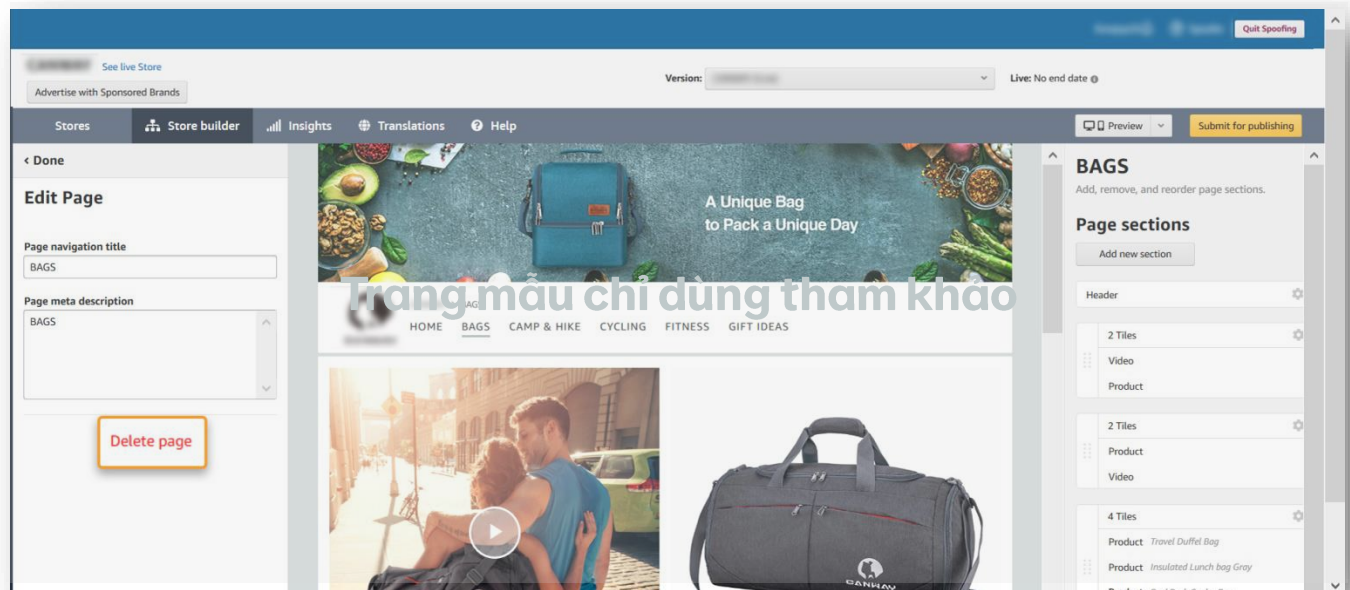 Quit Spoofing
See live Store
Advertise with Sponsored Brands
Version:
Live: No end date
Stores
Store builder
Insights
Translations
Help
Preview
Submit for publishing
< Done
Edit Page
Page navigation title
BAGS
Page meta description
BAGS
Delete page
A Unique Bag
to Pack a Unique Day
Trang mẫu chỉ dùng tham khảo
HOME BAGS CAMP & HIKE CYCLING FITNESS GIFT IDEAS
CANWAY
BAGS
Add, remove, and reorder page sections.
Page sections
Add new section
Header
2 Tiles
Video
Product
2 Tiles
Product
Video
4 Tiles
Product Travel Duffel Bag
Product Insulated Lunch bag Gray